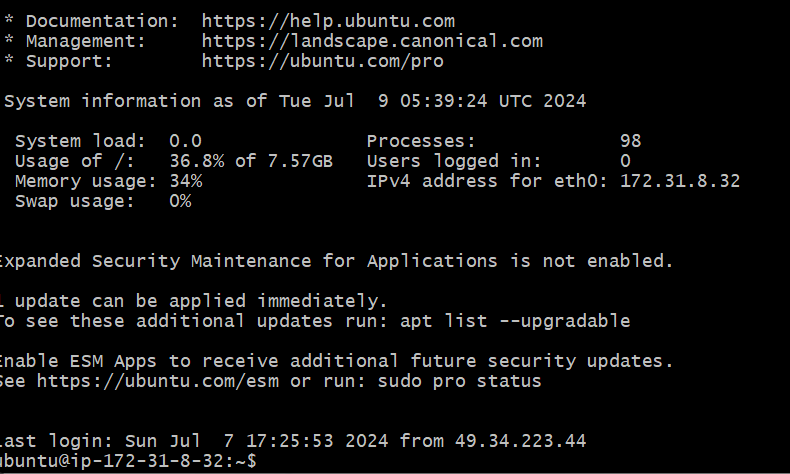 * Documentation:  https://help.ubuntu.com
* Management:     https://landscape.canonical.com
* Support:        https://ubuntu.com/pro
System information as of Tue Jul  9 05:39:24 UTC 2024
System load:  0.0                Processes:             98
Usage of /:   36.8% of 7.57GB   Users logged in:       0
Memory usage: 34%               IPv4 address for eth0: 172.31.8.32
Swap usage:   0%
Expanded Security Maintenance for Applications is not enabled.
1 update can be applied immediately.
To see these additional updates run: apt list --upgradable
Enable ESM Apps to receive additional future security updates.
See https://ubuntu.com/esm or run: sudo pro status
Last login: Sun Jul  7 17:25:53 2024 from 49.34.223.44
ubuntu@ip-172-31-8-32:~$